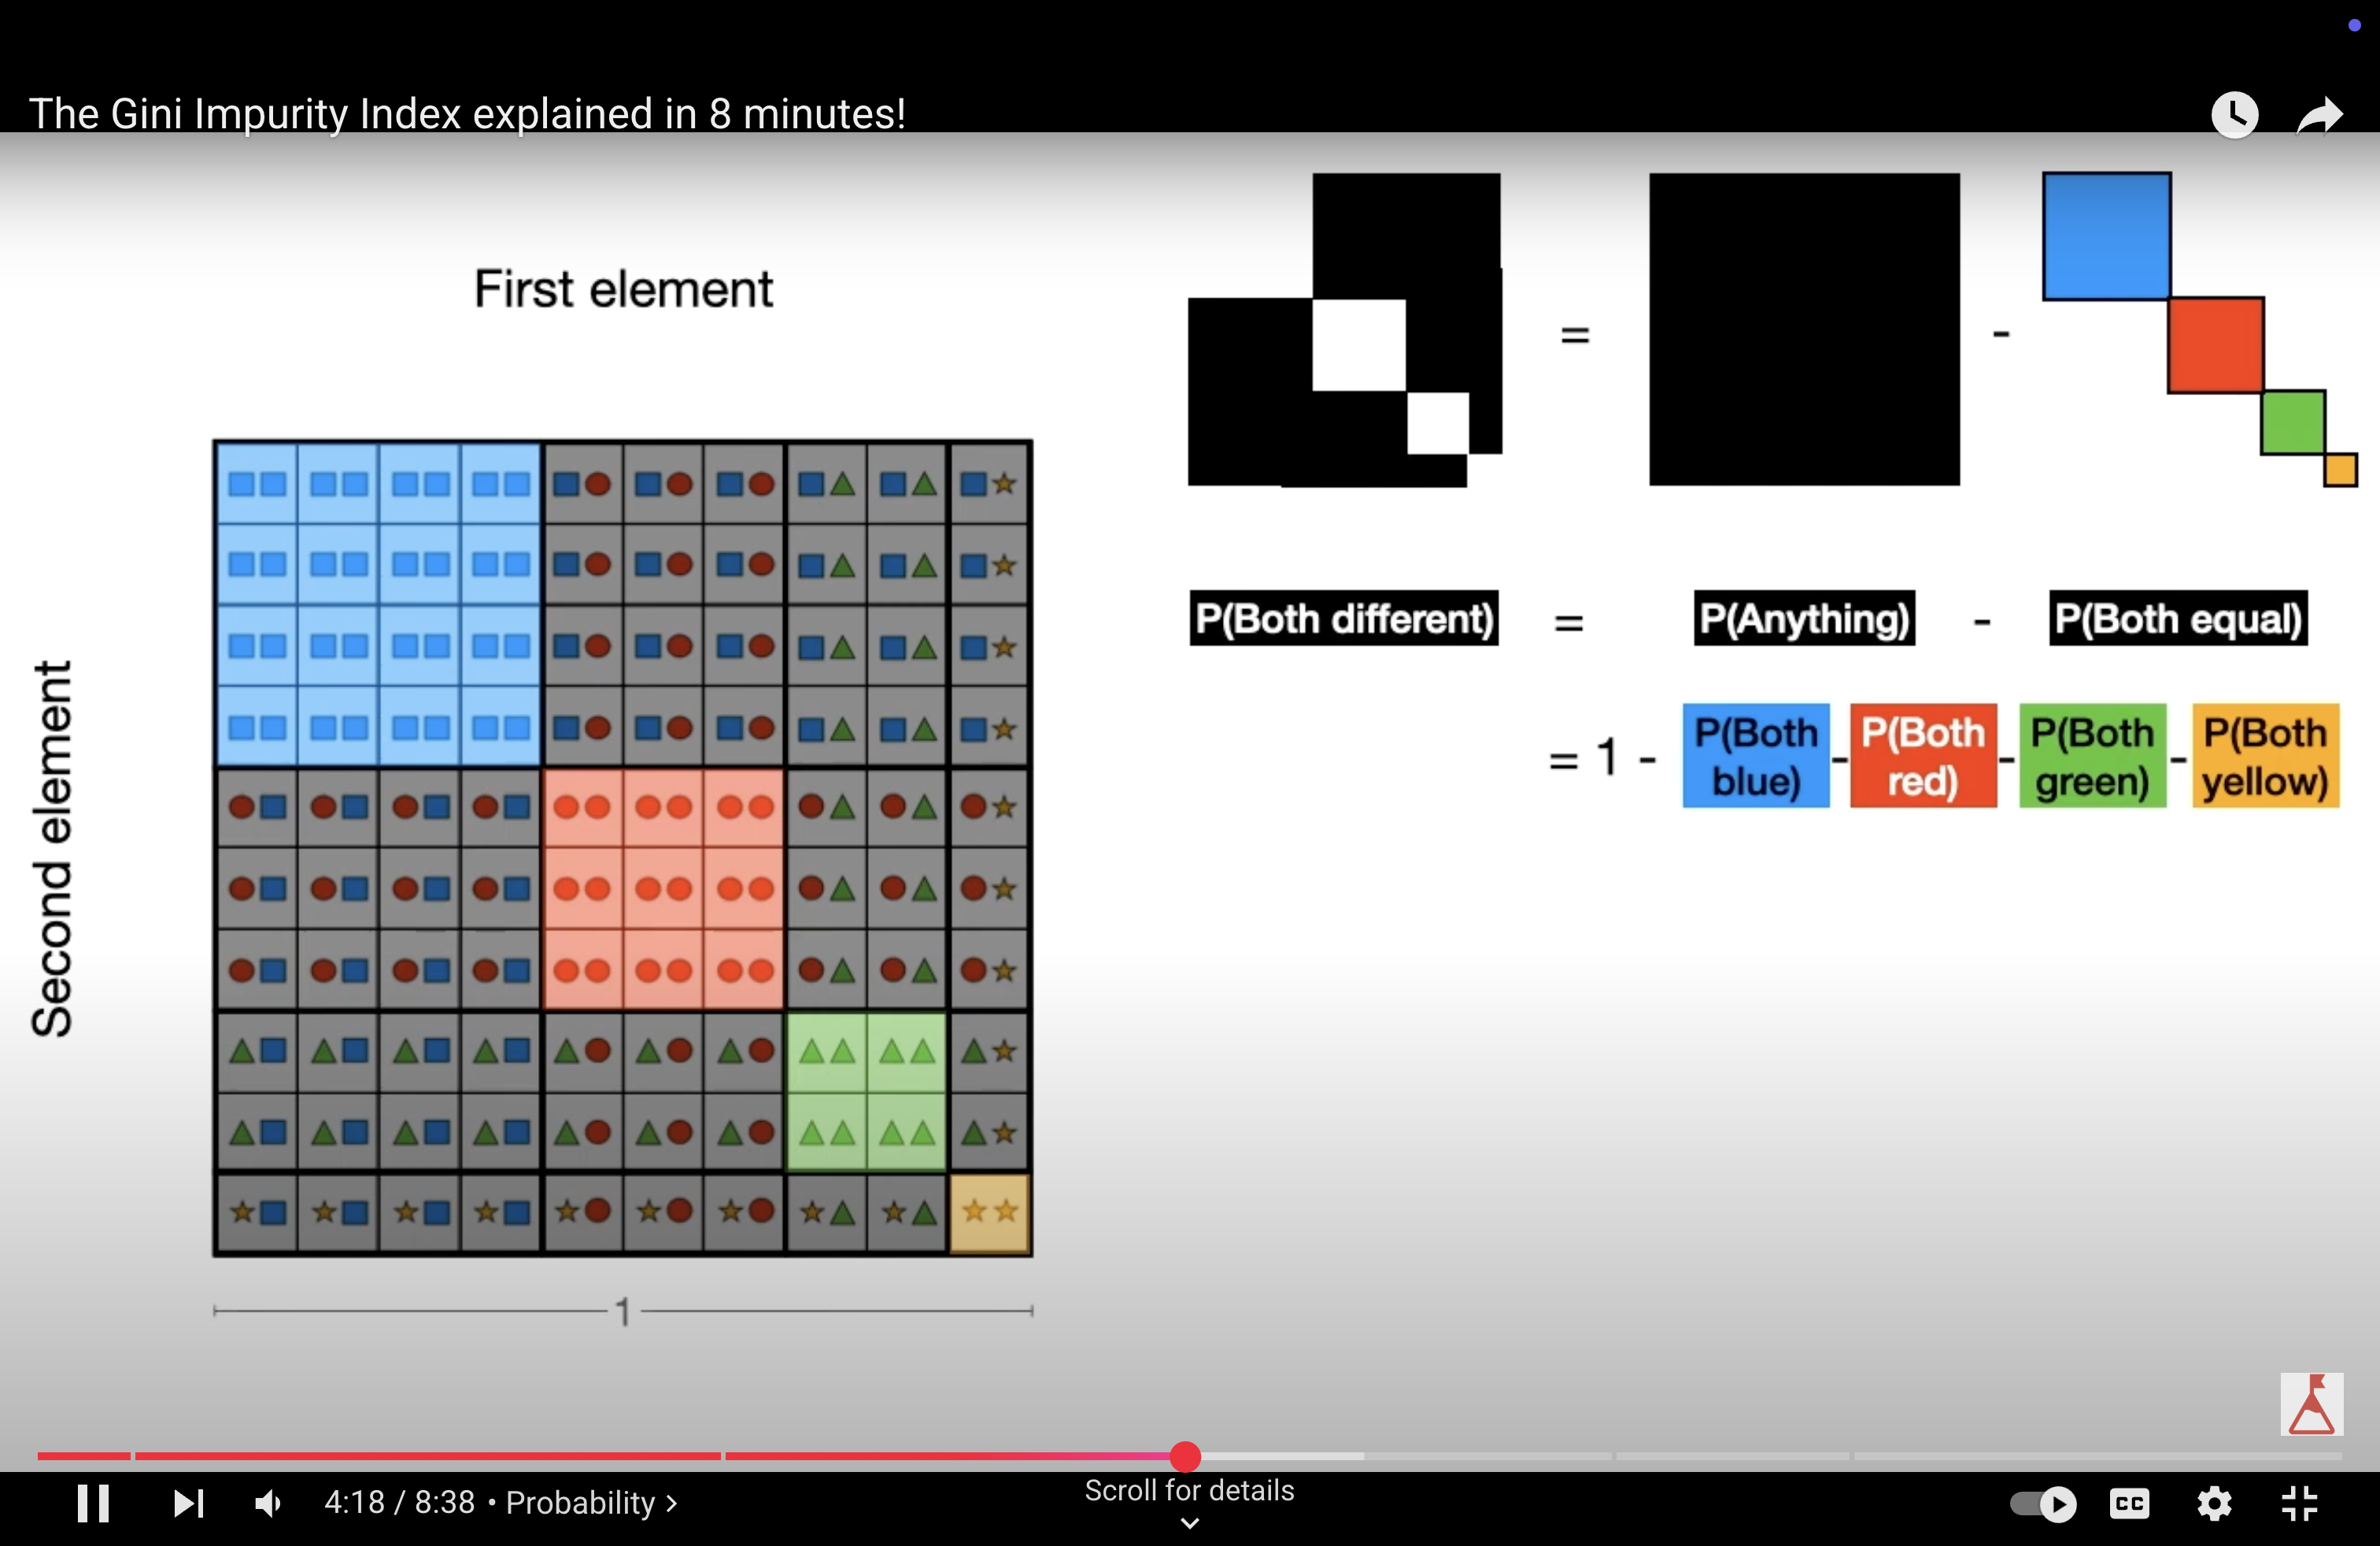 The Gini Impurity Index explained in 8 minutes!
First element
Second element
1
= -
P(Both different) = P(Anything) - P(Both equal)
= 1 - P(Both blue) - P(Both red) - P(Both green) - P(Both yellow)
4:18 / 8:38 • Probability >
Scroll for details
CC